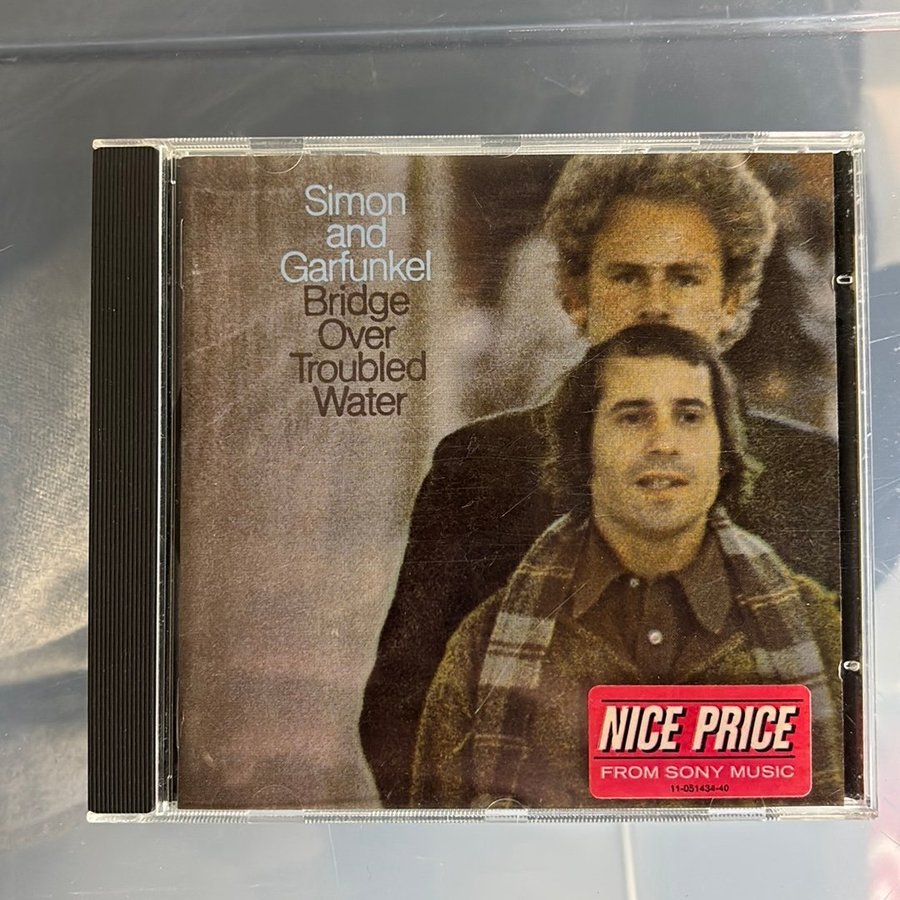 Simon
and
Garfunkel
Bridge
Over
Troubled
Water
NICE PRICE
FROM SONY MUSIC
11-051434-40